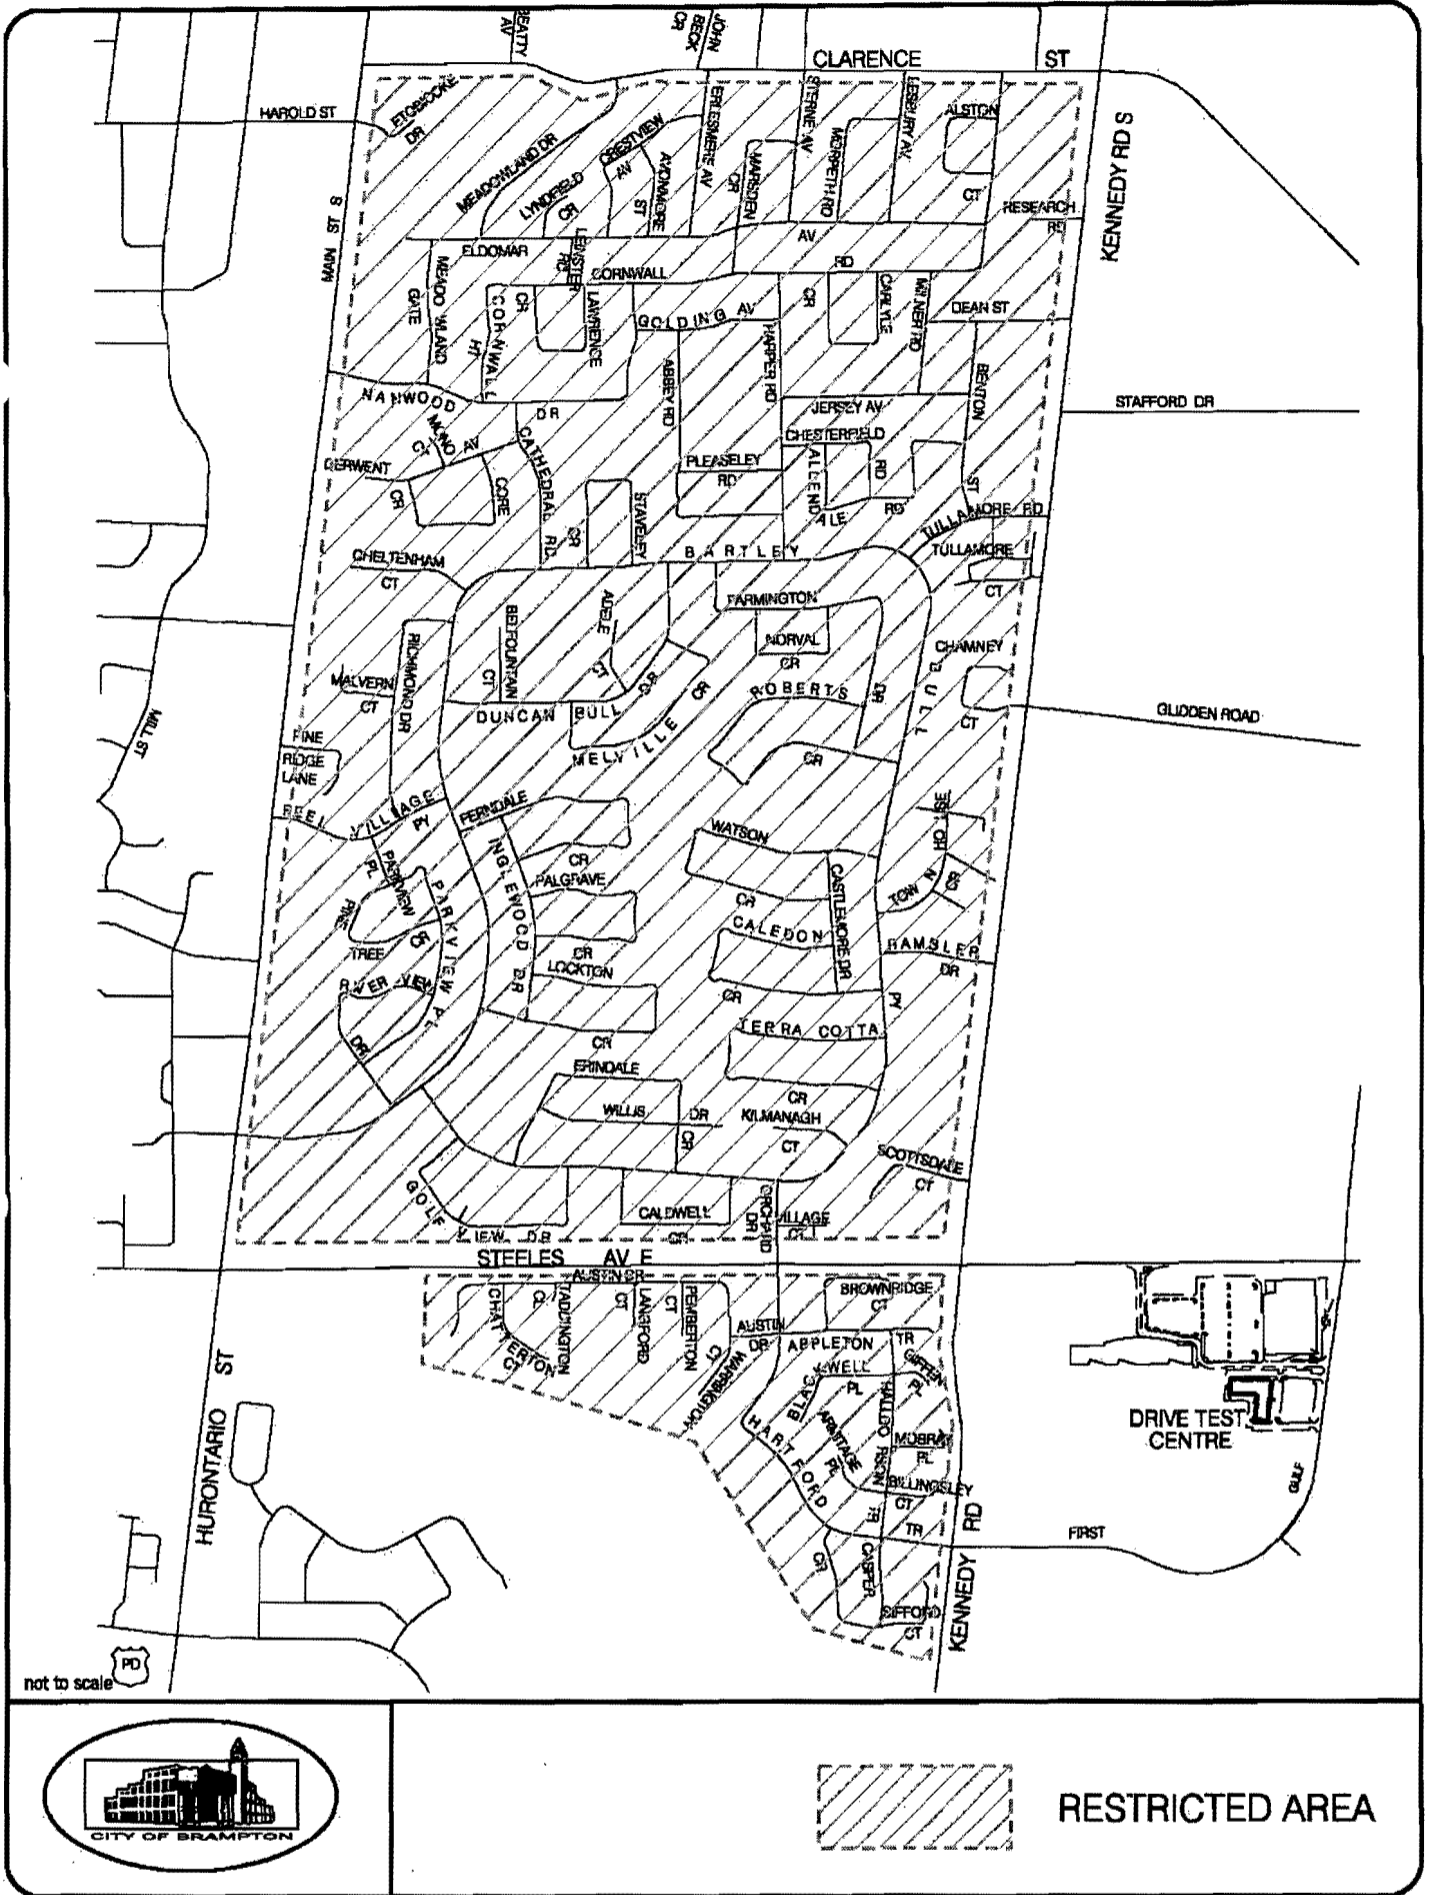 BEATTY AV
JOHN BECK CR
CLARENCE ST
HAROLD ST
ETOBICOKE DR
MEADOWLAND DR
CRESTVIEW AV
LYNDFIELD CR
AVONMORE ST
ERLESMERE AV
MARSDEN CR
STERNE AV
MORPETH RD
LESBURY AV
ALSTON CT
RESEARCH RD
KENNEDY RD S
MAIN ST S
ELDOMAR AV
LEINSTER RD
CORNWALL RD
MEADOWLAND GATE
CORNWALL HT
LAWRENCE CR
GOLDING AV
CARLYLE CR
MILNER RD
DEAN ST
ABBEY RD
HARPER RD
BENTON ST
NANWOOD DR
JERSEY AV
STAFFORD DR
MONO CT
DERWENT AV
CATHEDRAL RD
CHESTERFIELD RD
PLEASELEY RD
ALLENDALE RD
GORE CR
STAVELEY CR
TULLAMORE RD
TULLAMORE CT
CHELTENHAM CT
BARTLEY BULL PY
FARMINGTON DR
BELFOUNTAIN CT
ADELE CT
NORVAL CR
CHAMNEY CT
RICHMOND DR
MALVERN CT
ROBERTS CR
DUNCAN BULL DR
MELVILLE CR
GLIDDEN ROAD
MILL ST
PINE RIDGE LANE
PEEL VILLAGE PY
FERNDALE CR
WATSON CR
INGLEWOOD DR
PARKVIEW PL
PALGRAVE CR
CASTLEMORE DR
TOWN
CR
PINE TREE CR
PARKVIEW PL
CALEDON CR
RAMBLER DR
LOCKTON CR
RIVER VIEW DR
TERRA COTTA CR
ERINDALE CR
WILLIS DR
KILMANAGH CT
SCOTTSDALE CT
GOLF VIEW DR
CALDWELL CR
ORCHARD DR
VILLAGE
STEELES AV E
AUSTIN DR
BROWNRIDGE CT
CHATTERTON CT
TADDINGTON CL
LANGFORD CT
PEMBERTON CT
WARRINGTON CT
AUSTIN DR
APPLETON TR
GIFFEN PL
BLACKWELL PL
ARMITAGE PL
HALLDORSON TR
MOBRAY PL
HARTFORD TR
BILLINGSLEY CT
CASPER CR
GIFFORD CT
HURONTARIO ST
KENNEDY RD
FIRST GULF
DRIVE TEST
CENTRE
PD
not to scale
CITY OF BRAMPTON
RESTRICTED AREA